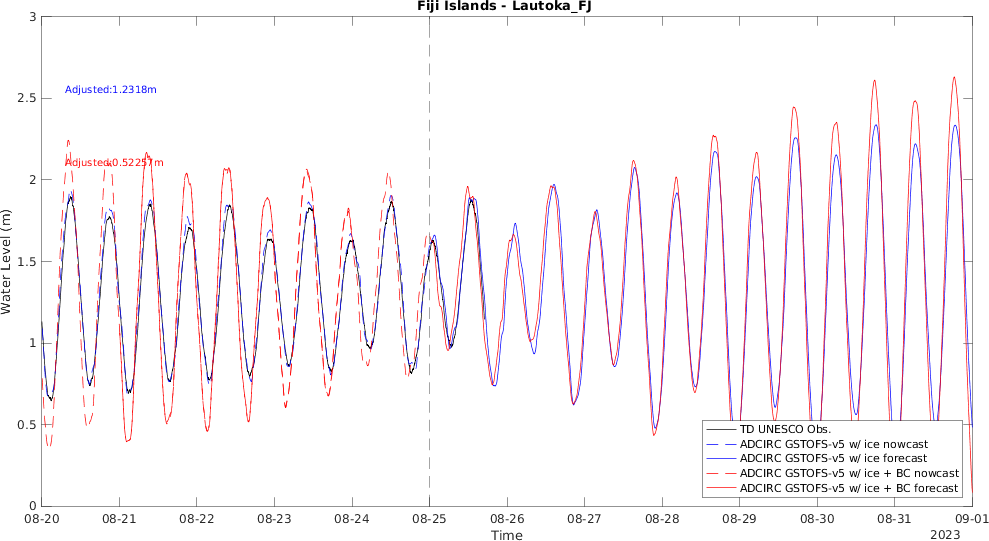 Fiji Islands - Lautoka_FJ
3
Adjusted:1.2318m
2.5
Adjusted:0.52257m
2
1.5
Water Level (m)
1
0.5
0
TD UNESCO Obs.
ADCIRC GSTOFS-v5 w/ ice nowcast
ADCIRC GSTOFS-v5 w/ ice forecast
ADCIRC GSTOFS-v5 w/ ice + BC nowcast
ADCIRC GSTOFS-v5 w/ ice + BC forecast
08-20 08-21 08-22 08-23 08-24 08-25 08-26 08-27 08-28 08-29 08-30 08-31 09-01
Time
2023